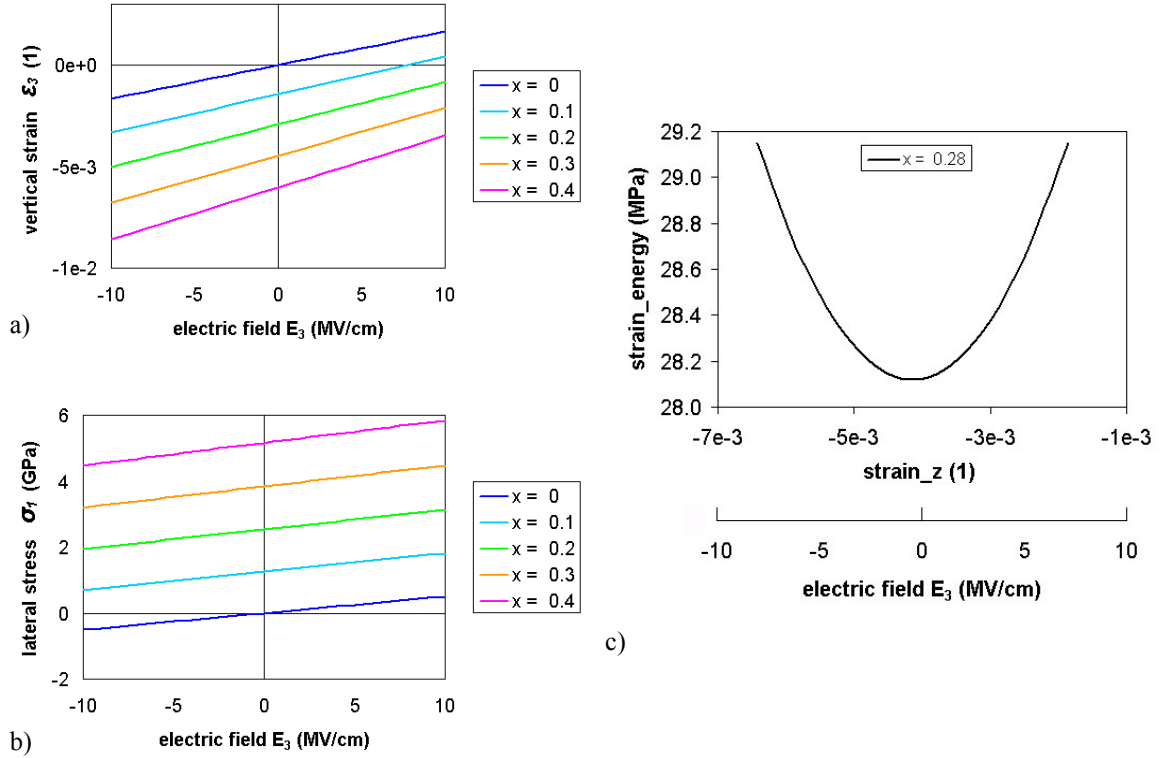 vertical strain ε3 (1)
0e+0
-5e-3
-1e-2
-10 -5 0 5 10
electric field E3 (MV/cm)
x = 0
x = 0.1
x = 0.2
x = 0.3
x = 0.4
a)
lateral stress σ1 (GPa)
6
4
2
0
-2
-10 -5 0 5 10
electric field E3 (MV/cm)
x = 0
x = 0.1
x = 0.2
x = 0.3
x = 0.4
b)
strain_energy (MPa)
29.2
29.0
28.8
28.6
28.4
28.2
28.0
x = 0.28
-7e-3 -5e-3 -3e-3 -1e-3
strain_z (1)
-10 -5 0 5 10
electric field E3 (MV/cm)
c)